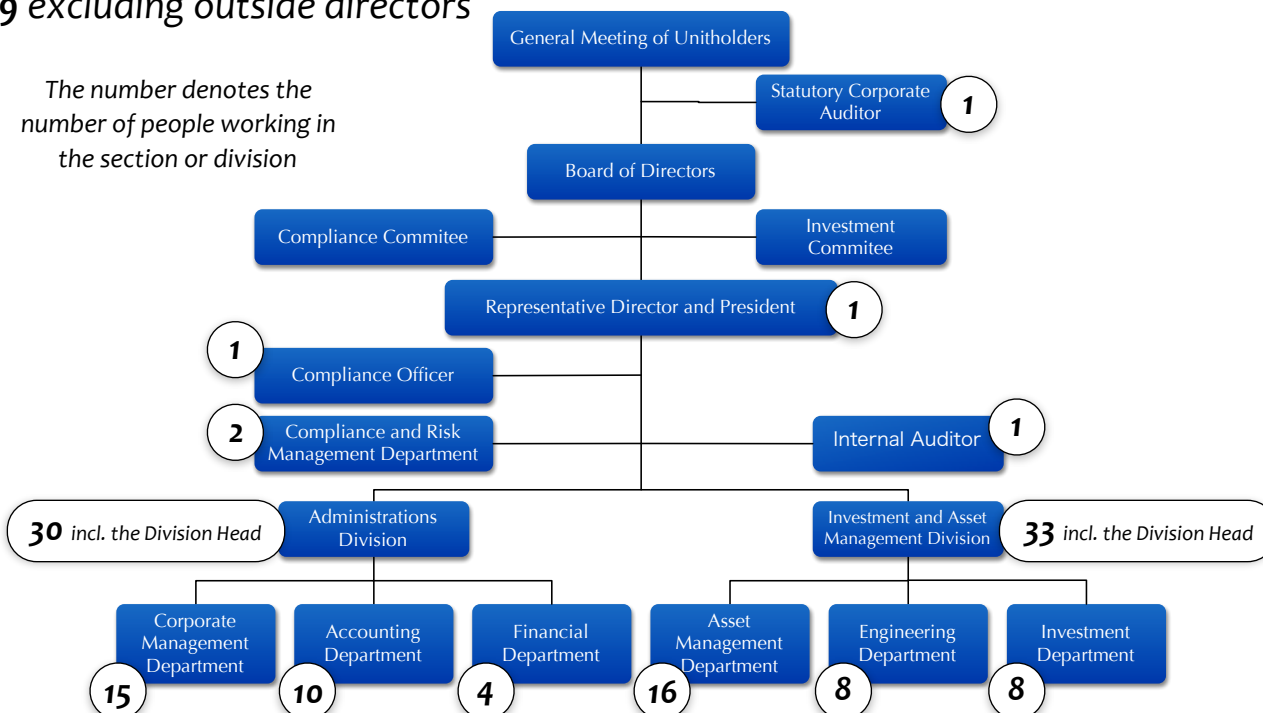 9 excluding outside directors
The number denotes the
number of people working in
the section or division
General Meeting of Unitholders
Statutory Corporate
Auditor
1
Board of Directors
Compliance Commitee
Investment
Commitee
Representative Director and President
1
1
Compliance Officer
2
Compliance and Risk
Management Department
Internal Auditor
1
30 incl. the Division Head
Administrations
Division
Investment and Asset
Management Division
33 incl. the Division Head
Corporate
Management
Department
15
Accounting
Department
10
Financial
Department
4
Asset
Management
Department
16
Engineering
Department
8
Investment
Department
8